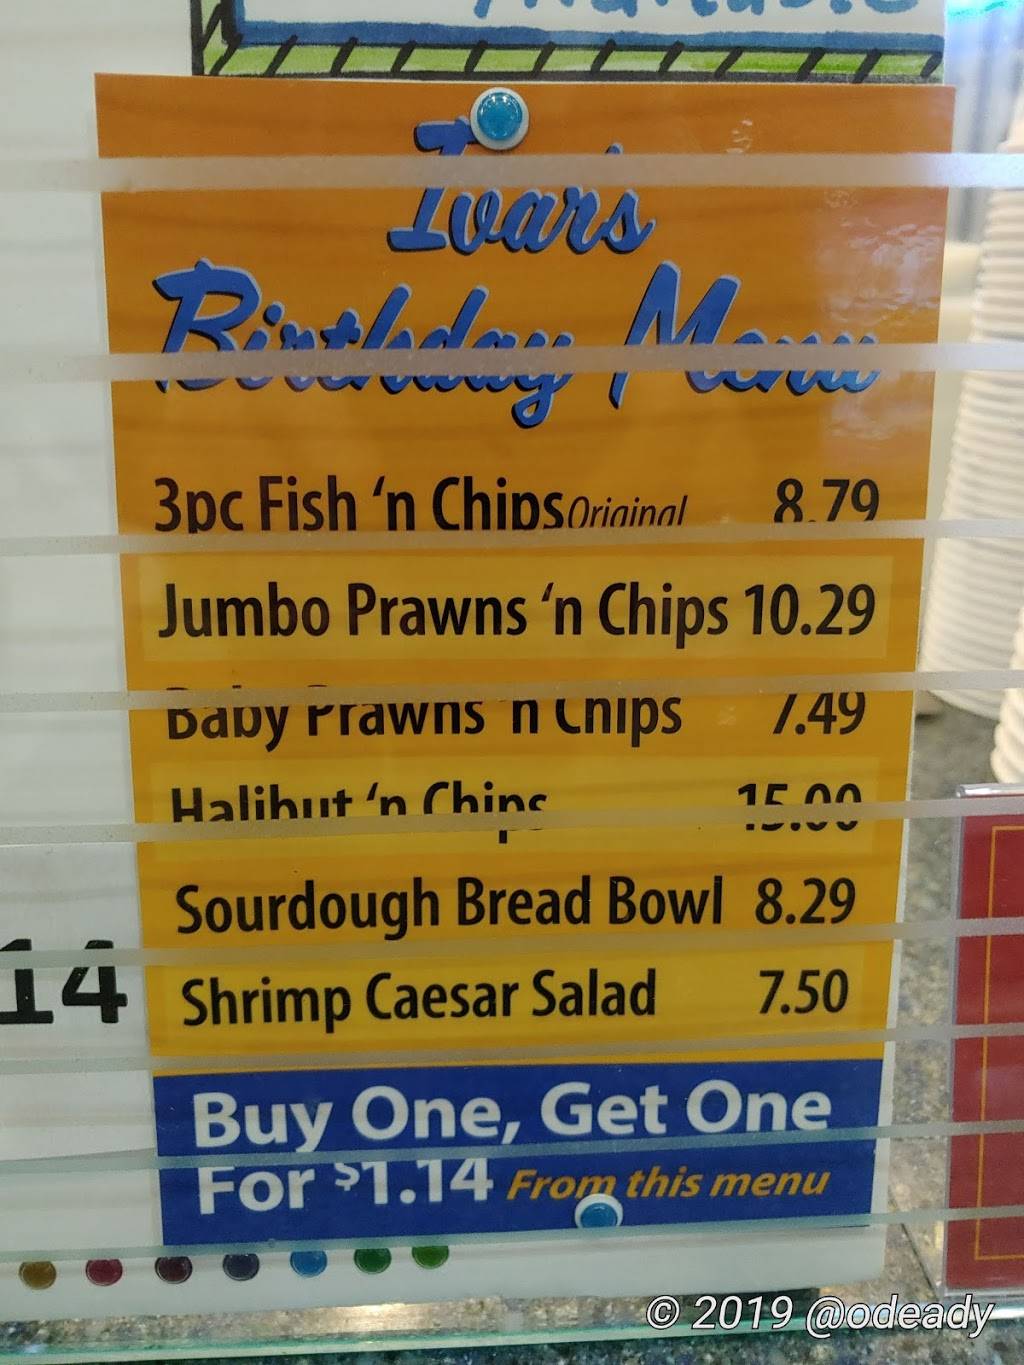 Available
Ivar's
Birthday Menu
3pc Fish 'n Chips Original 8.79
Jumbo Prawns 'n Chips 10.29
Baby Prawns 'n Chips 7.49
Halibut 'n Chips 15.00
Sourdough Bread Bowl 8.29
14
Shrimp Caesar Salad 7.50
Buy One, Get One
For $1.14 From this menu
© 2019 @odeady